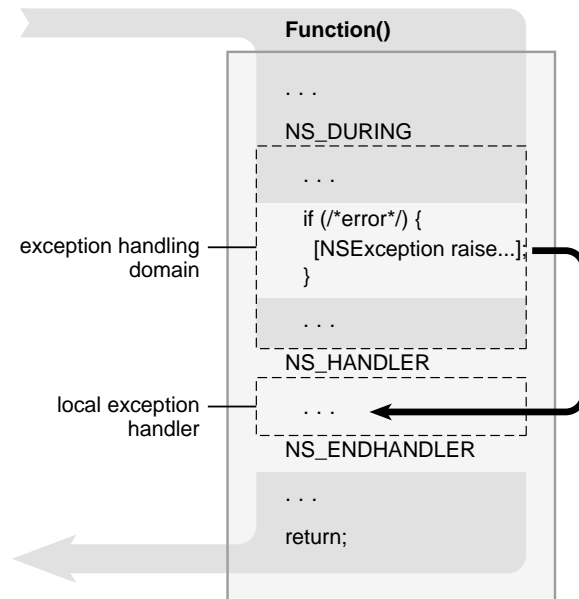 Function()
. . .
NS_DURING
. . .
if (/*error*/) {
[NSException raise...];
}
exception handling
domain
. . .
NS_HANDLER
local exception
handler
. . .
NS_ENDHANDLER
. . .
return;